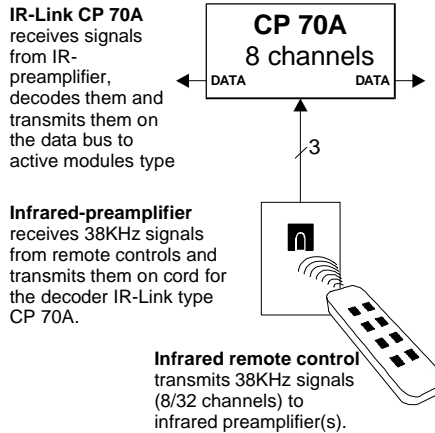 IR-Link CP 70A
receives signals
from IR-
preamplifier,
decodes them and
transmits them on
the data bus to
active modules type
CP 70A
8 channels
DATA
DATA
3
Infrared-preamplifier
receives 38KHz signals
from remote controls and
transmits them on cord for
the decoder IR-Link type
CP 70A.
Infrared remote control
transmits 38KHz signals
(8/32 channels) to
infrared preamplifier(s).